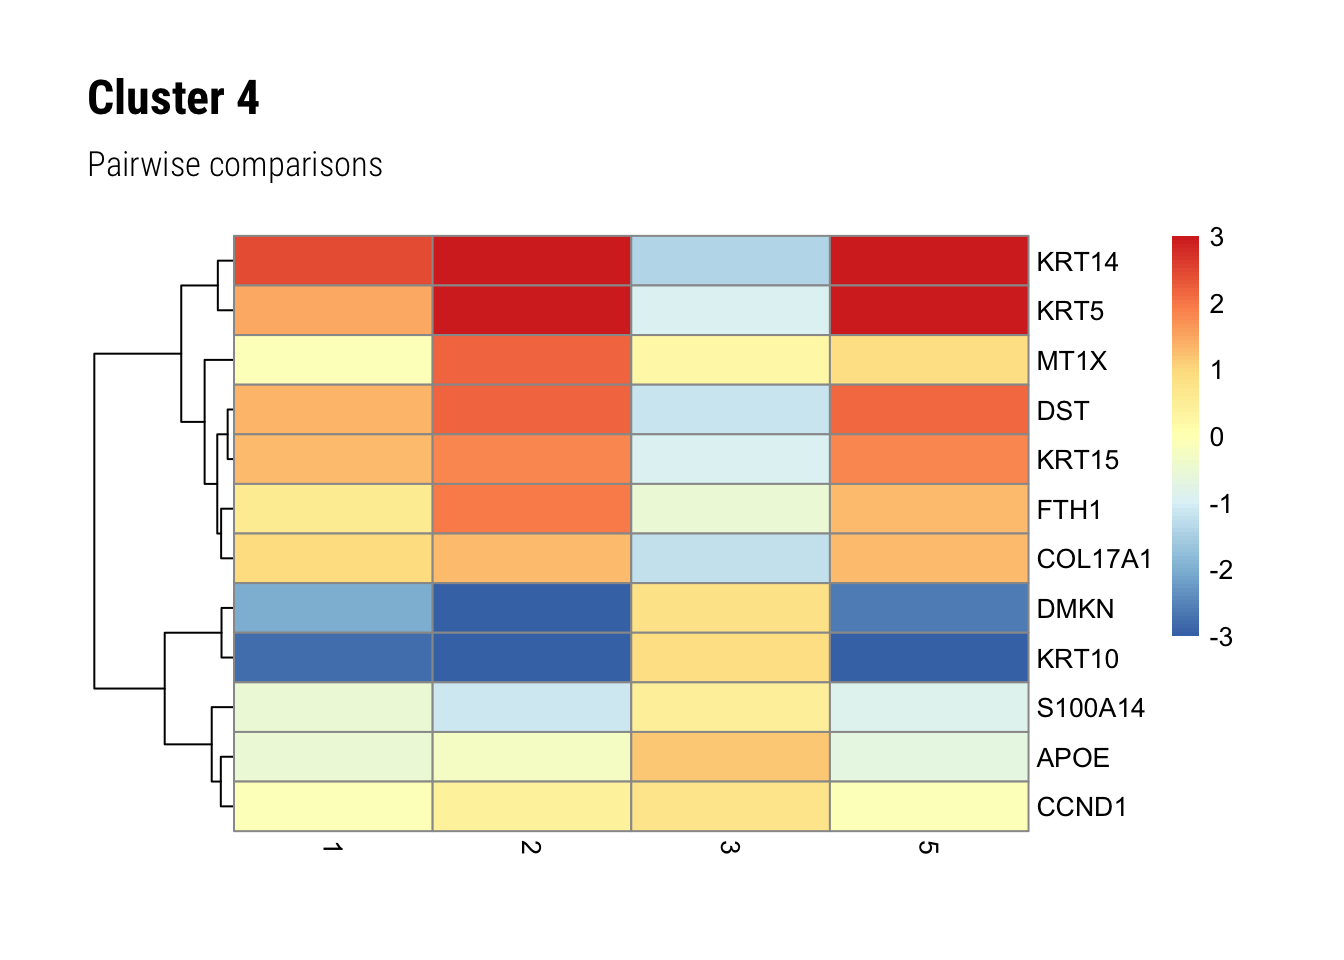 Cluster 4
Pairwise comparisons
KRT14
KRT5
MT1X
DST
KRT15
FTH1
COL17A1
DMKN
KRT10
S100A14
APOE
CCND1
1
2
3
5
3
2
1
0
-1
-2
-3